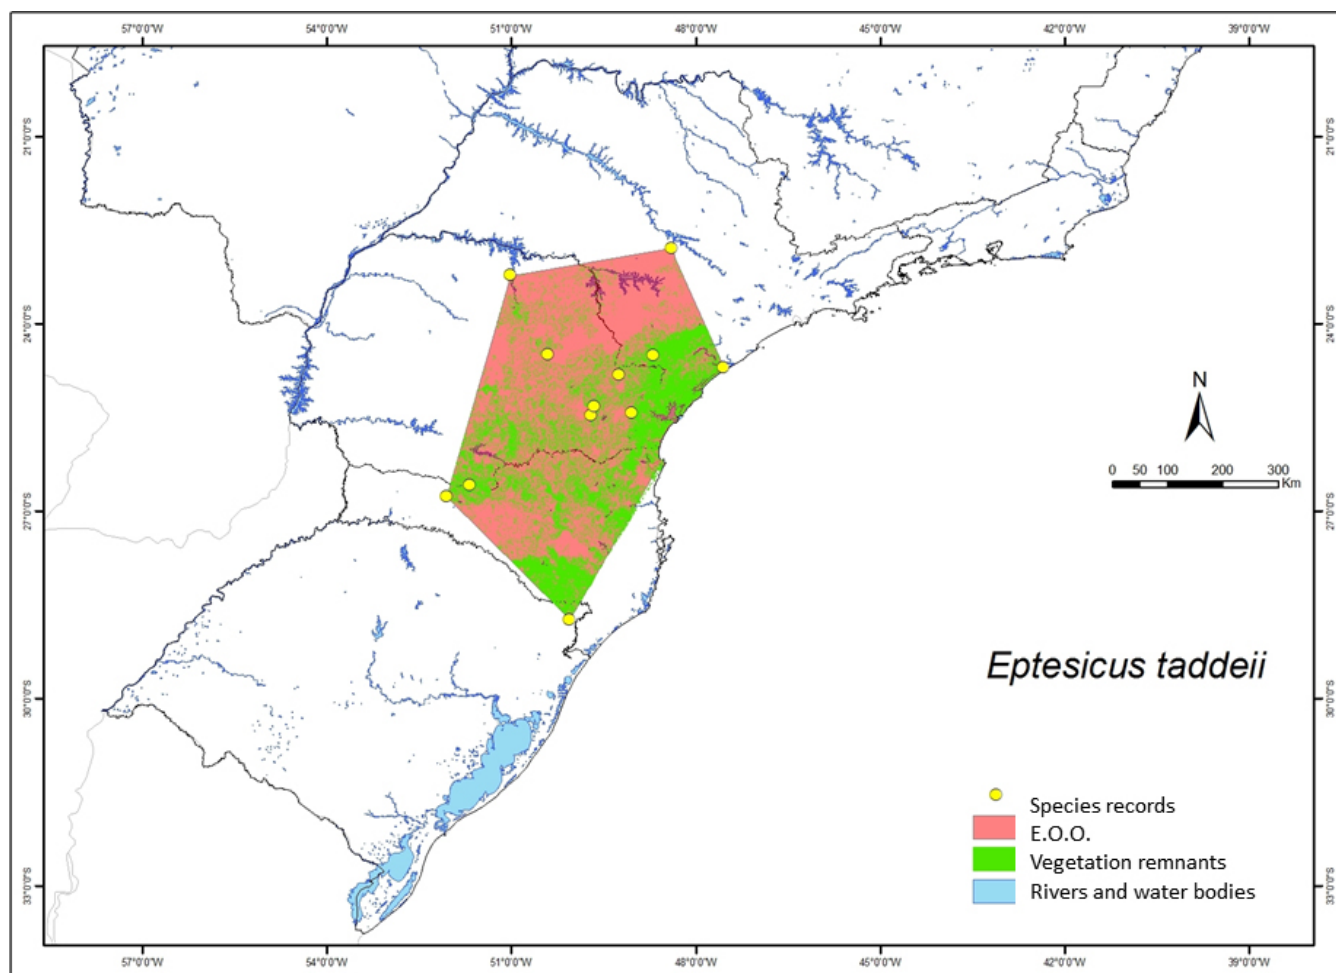 57°0'0"W 54°0'0"W 51°0'0"W 48°0'0"W 45°0'0"W 42°0'0"W 39°0'0"W
21°0'0"S 21°0'0"S
24°0'0"S 24°0'0"S
N
0 50 100 200 300
Km
27°0'0"S 27°0'0"S
Eptesicus taddeii
30°0'0"S 30°0'0"S
Species records
E.O.O.
Vegetation remnants
Rivers and water bodies
33°0'0"S 33°0'0"S
57°0'0"W 54°0'0"W 51°0'0"W 48°0'0"W 45°0'0"W 42°0'0"W 39°0'0"W